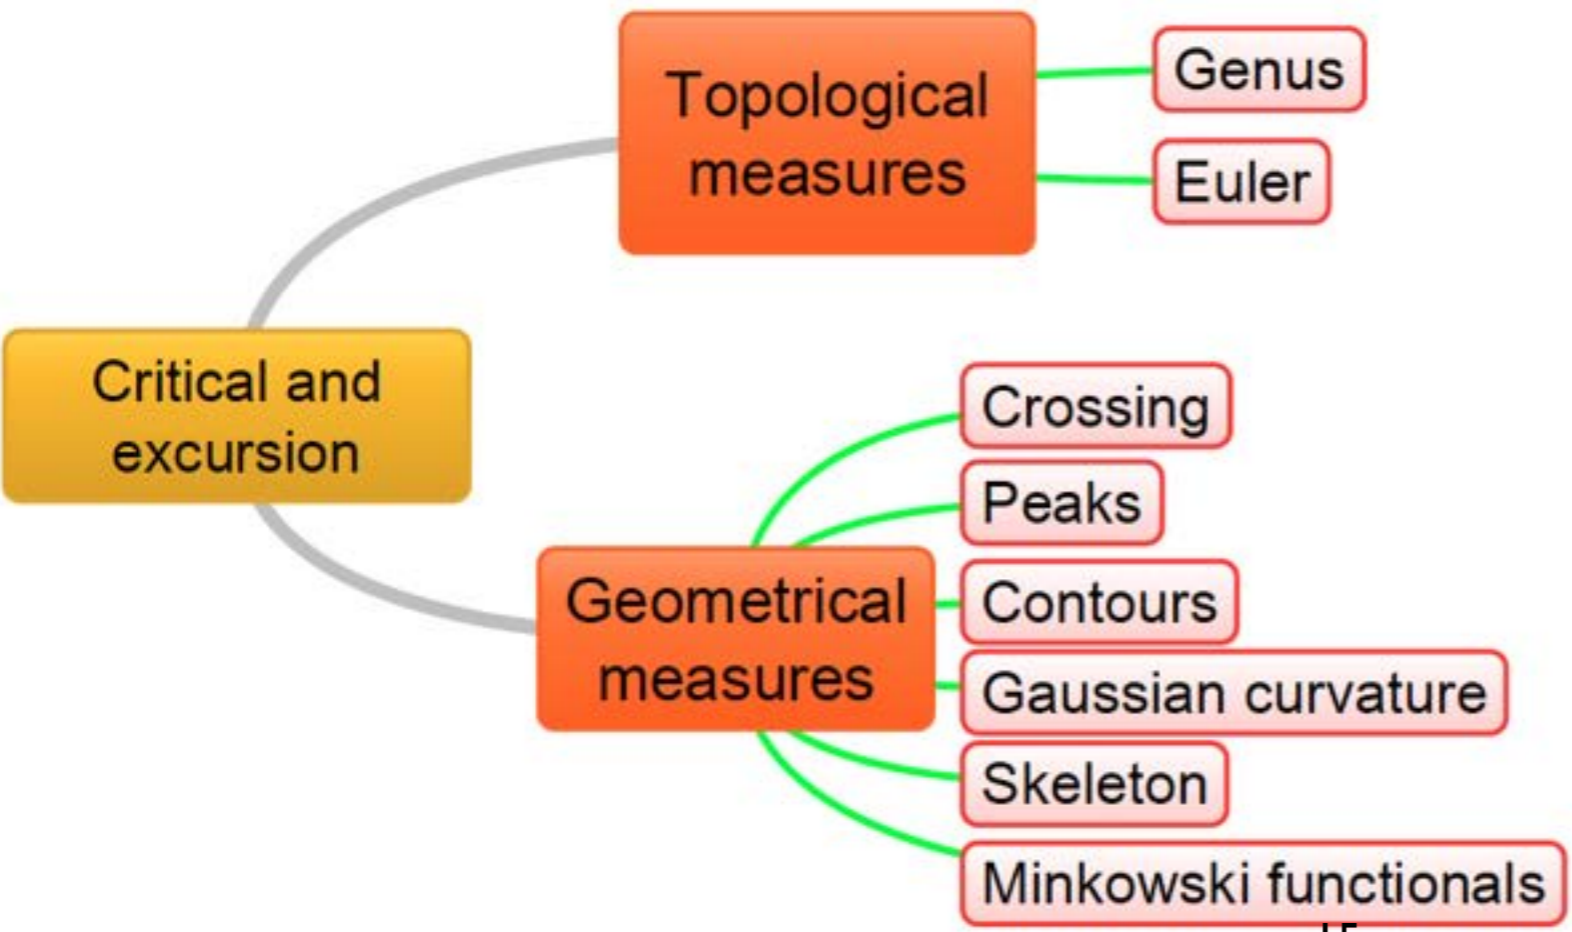 Topological
measures
Genus
Euler
Critical and
excursion
Geometrical
measures
Crossing
Peaks
Contours
Gaussian curvature
Skeleton
Minkowski functionals